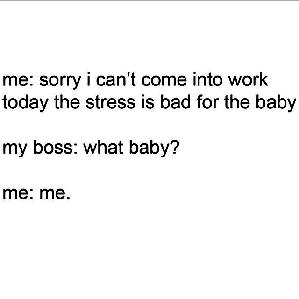 me: sorry i can't come into work
today the stress is bad for the baby
my boss: what baby?
me: me.